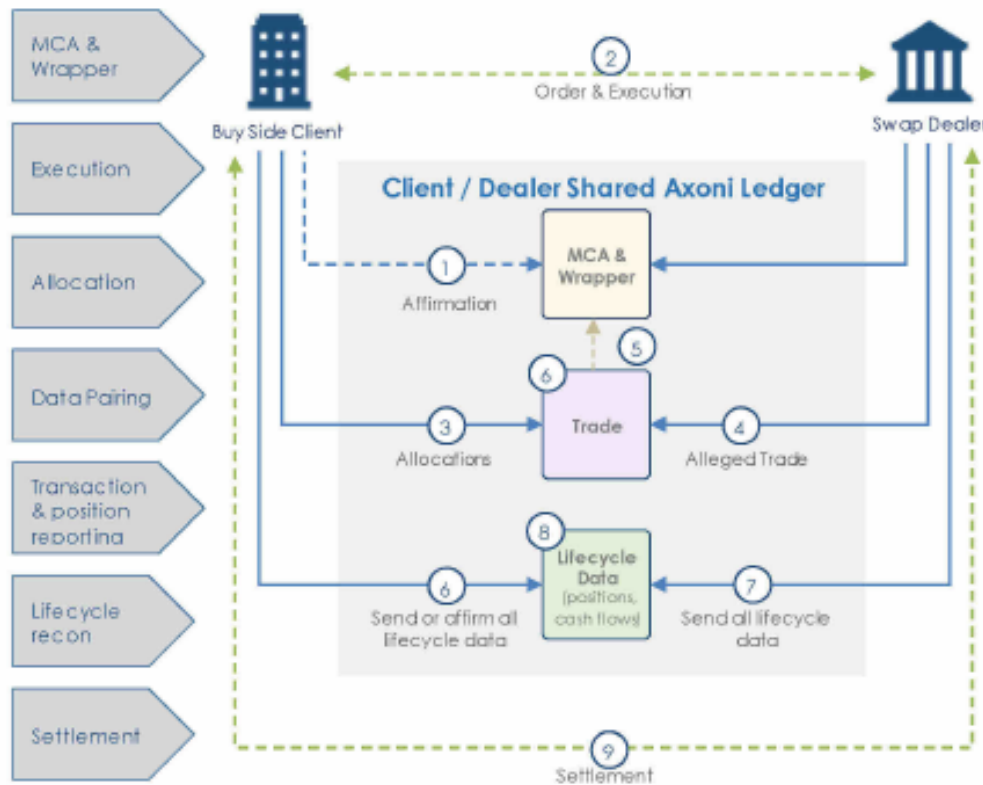 MCA &
Wrapper
Execution
Allocation
Data Pairing
Transaction
& position
reporting
Lifecycle
recon
Settlement
Buy Side Client
2
Order & Execution
Swap Dealer
Client / Dealer Shared Axoni Ledger
MCA &
Wrapper
1
Affirmation
5
6
Trade
3
Allocations
4
Alleged Trade
8
Lifecycle
Data
(positions,
cash flows)
6
Send or affirm all
lifecycle data
7
Send all lifecycle
data
9
Settlement